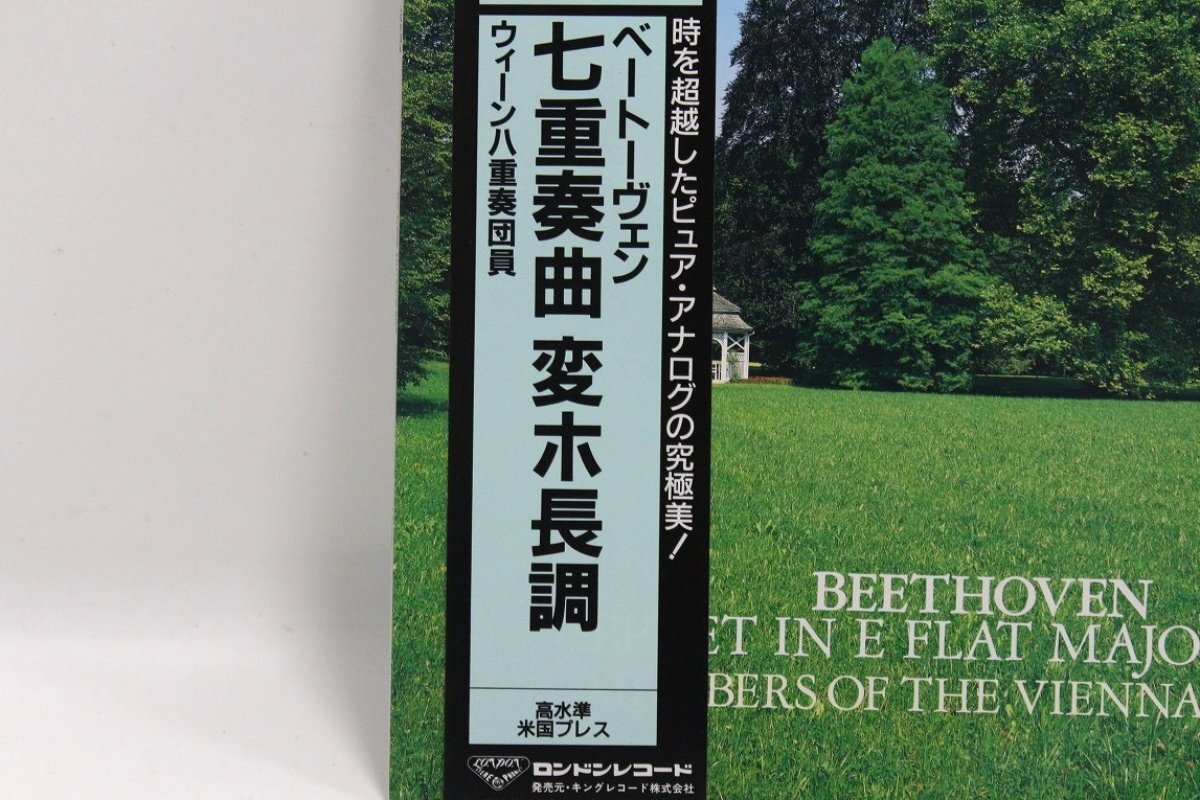 時を超越したピュア・アナログの究極美!
ベートーヴェン
七重奏曲 変ホ長調
ウィーン八重奏団員
高水準
米国プレス
ロンドンレコード
発売元・キングレコード株式会社
BEETHOVEN
ET IN E FLAT MAJO
BERS OF THE VIENNA